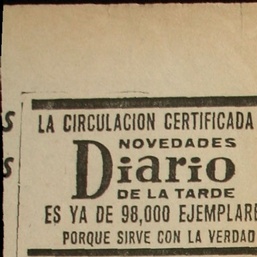 LA CIRCULACION CERTIFICADA
NOVEDADES
Diario
DE LA TARDE
ES YA DE 98,000 EJEMPLARE
PORQUE SIRVE CON LA VERDAD
S
S